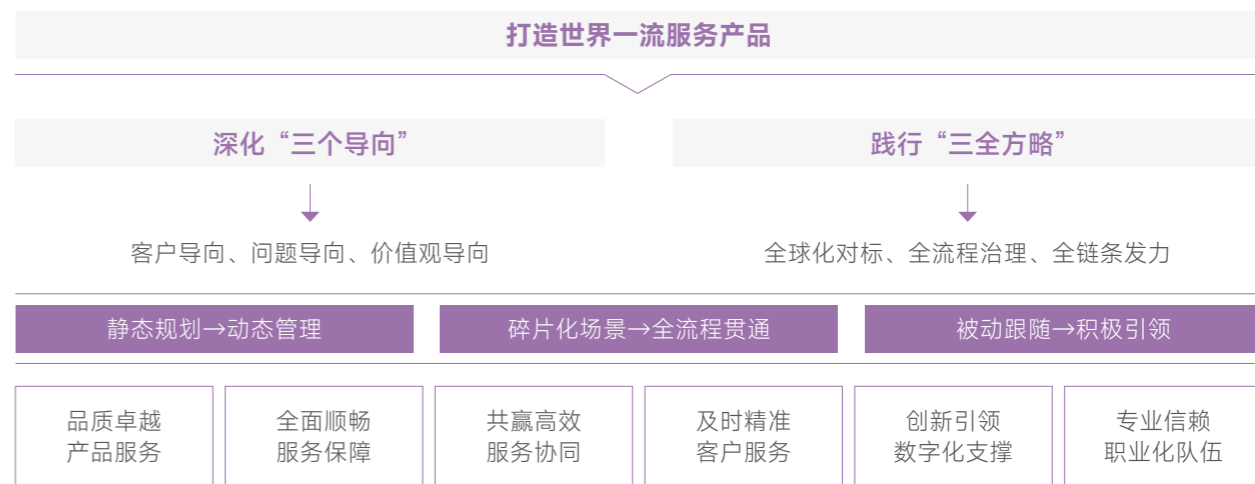 打造世界一流服务产品
深化“三个导向”
践行“三全方略”
客户导向、问题导向、价值观导向
全球化对标、全流程治理、全链条发力
静态规划→动态管理
碎片化场景→全流程贯通
被动跟随→积极引领
品质卓越
产品服务
全面顺畅
服务保障
共赢高效
服务协同
及时精准
客户服务
创新引领
数字化支撑
专业信赖
职业化队伍